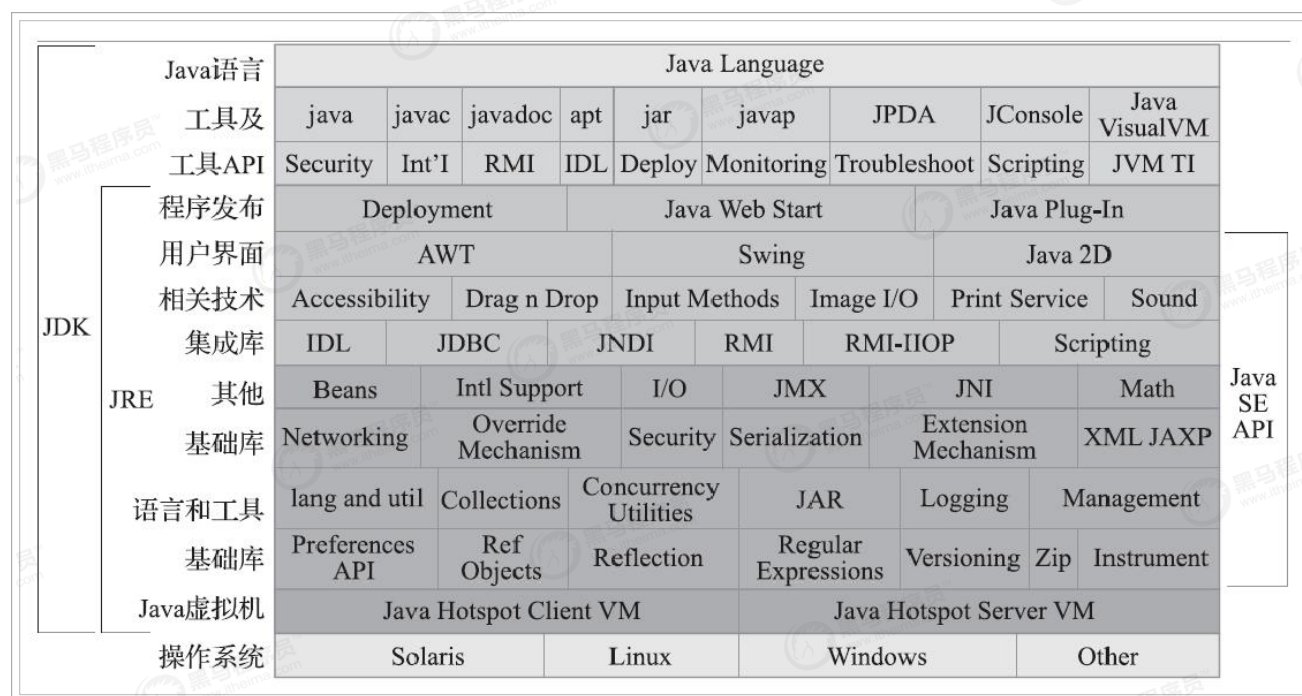 Java语言 Java Language
工具及 java javac javadoc apt jar javap JPDA JConsole Java VisualVM
工具API Security Int'I RMI IDL Deploy Monitoring Troubleshoot Scripting JVM TI
程序发布 Deployment Java Web Start Java Plug-In
用户界面 AWT Swing Java 2D
相关技术 Accessibility Drag n Drop Input Methods Image I/O Print Service Sound
JDK
集成库 IDL JDBC JNDI RMI RMI-IIOP Scripting
JRE
其他 Beans Intl Support I/O JMX JNI Math
Java SE API
基础库 Networking Override Mechanism Security Serialization Extension Mechanism XML JAXP
语言和工具 lang and util Collections Concurrency Utilities JAR Logging Management
基础库 Preferences API Ref Objects Reflection Regular Expressions Versioning Zip Instrument
Java虚拟机 Java Hotspot Client VM Java Hotspot Server VM
操作系统 Solaris Linux Windows Other
黑马程序员
www.itheima.com